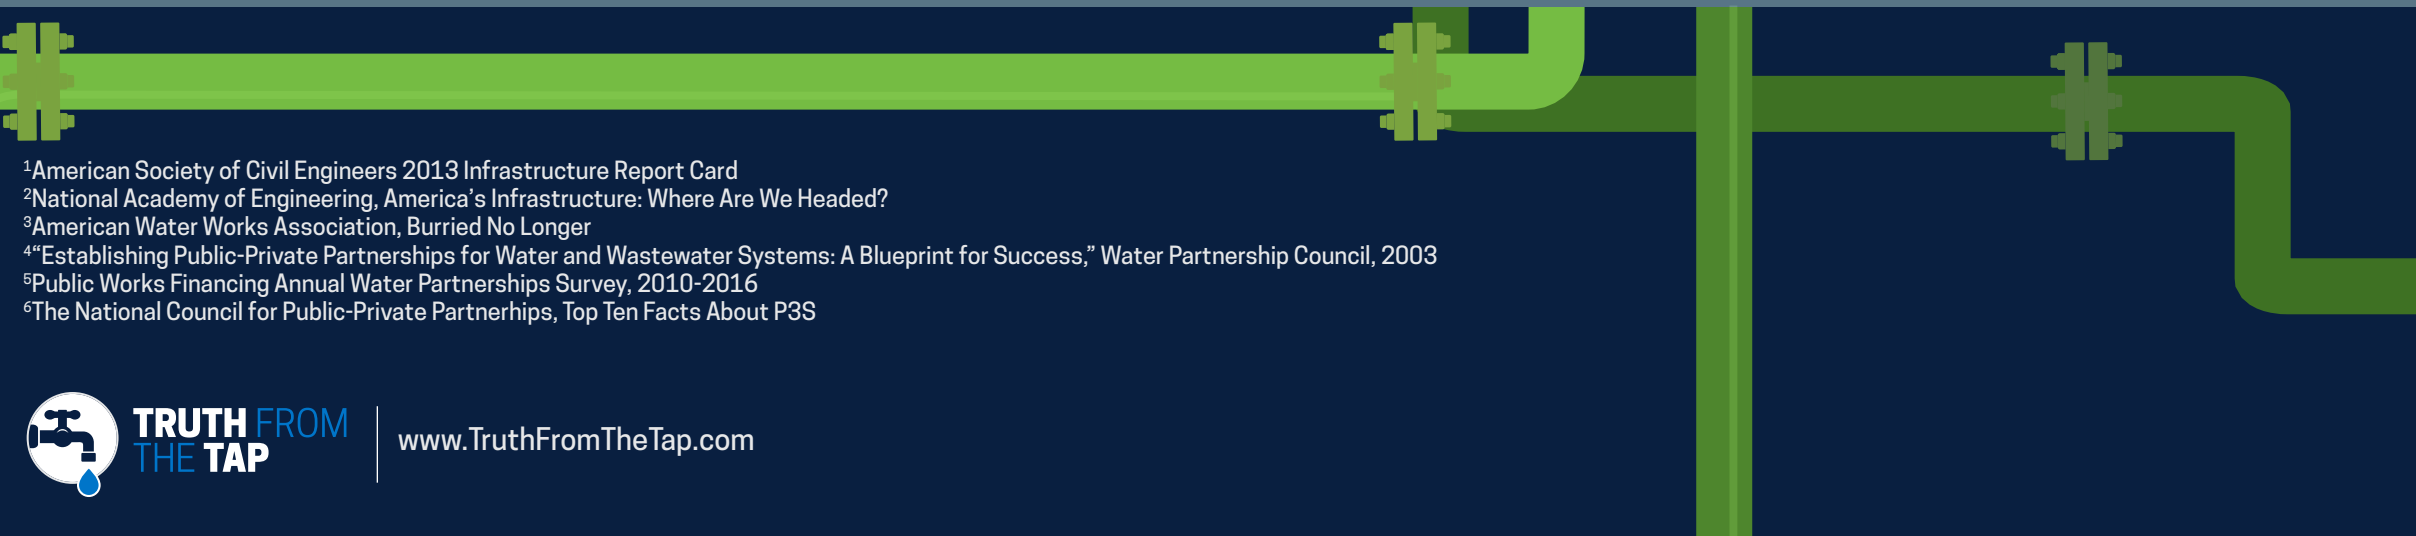 ¹American Society of Civil Engineers 2013 Infrastructure Report Card
²National Academy of Engineering, America’s Infrastructure: Where Are We Headed?
³American Water Works Association, Burried No Longer
⁴“Establishing Public-Private Partnerships for Water and Wastewater Systems: A Blueprint for Success,” Water Partnership Council, 2003
⁵Public Works Financing Annual Water Partnerships Survey, 2010-2016
⁶The National Council for Public-Private Partnerhips, Top Ten Facts About P3S
TRUTH FROM
THE TAP
www.TruthFromTheTap.com